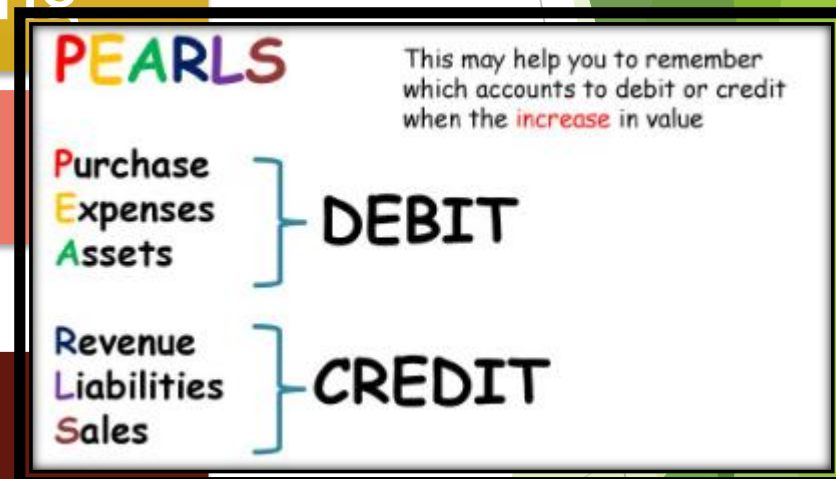 PEARLS
This may help you to remember
which accounts to debit or credit
when the increase in value
Purchase
Expenses
Assets
DEBIT
Revenue
Liabilities
Sales
CREDIT